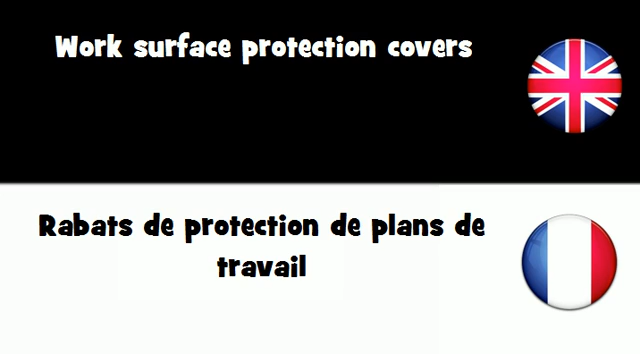 Work surface protection covers
Rabats de protection de plans de
travail